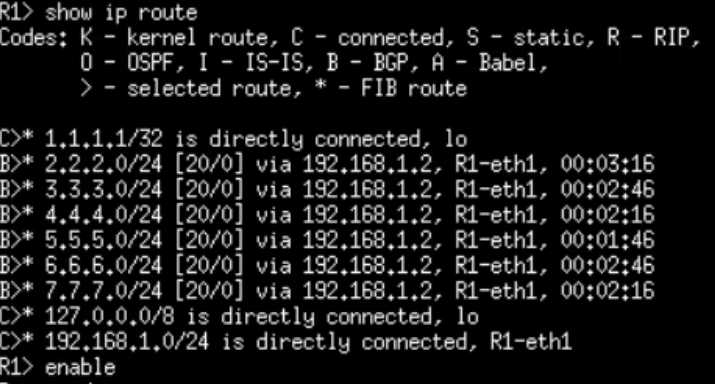 R1> show ip route
Codes: K - kernel route, C - connected, S - static, R - RIP,
O - OSPF, I - IS-IS, B - BGP, A - Babel,
> - selected route, * - FIB route
C>* 1.1.1.1/32 is directly connected, lo
B>* 2.2.2.0/24 [20/0] via 192.168.1.2, R1-eth1, 00:03:16
B>* 3.3.3.0/24 [20/0] via 192.168.1.2, R1-eth1, 00:02:46
B>* 4.4.4.0/24 [20/0] via 192.168.1.2, R1-eth1, 00:02:16
B>* 5.5.5.0/24 [20/0] via 192.168.1.2, R1-eth1, 00:01:46
B>* 6.6.6.0/24 [20/0] via 192.168.1.2, R1-eth1, 00:02:46
B>* 7.7.7.0/24 [20/0] via 192.168.1.2, R1-eth1, 00:02:16
C>* 127.0.0.0/8 is directly connected, lo
C>* 192.168.1.0/24 is directly connected, R1-eth1
R1> enable